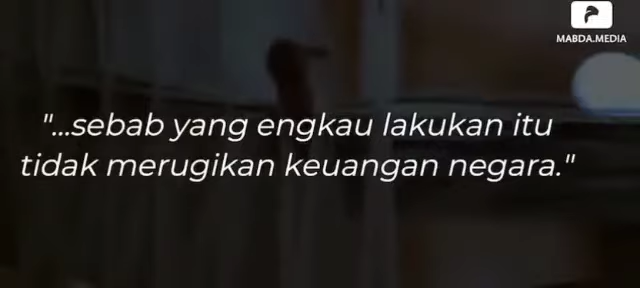 MABDA.MEDIA
"...sebab yang engkau lakukan itu
tidak merugikan keuangan negara."